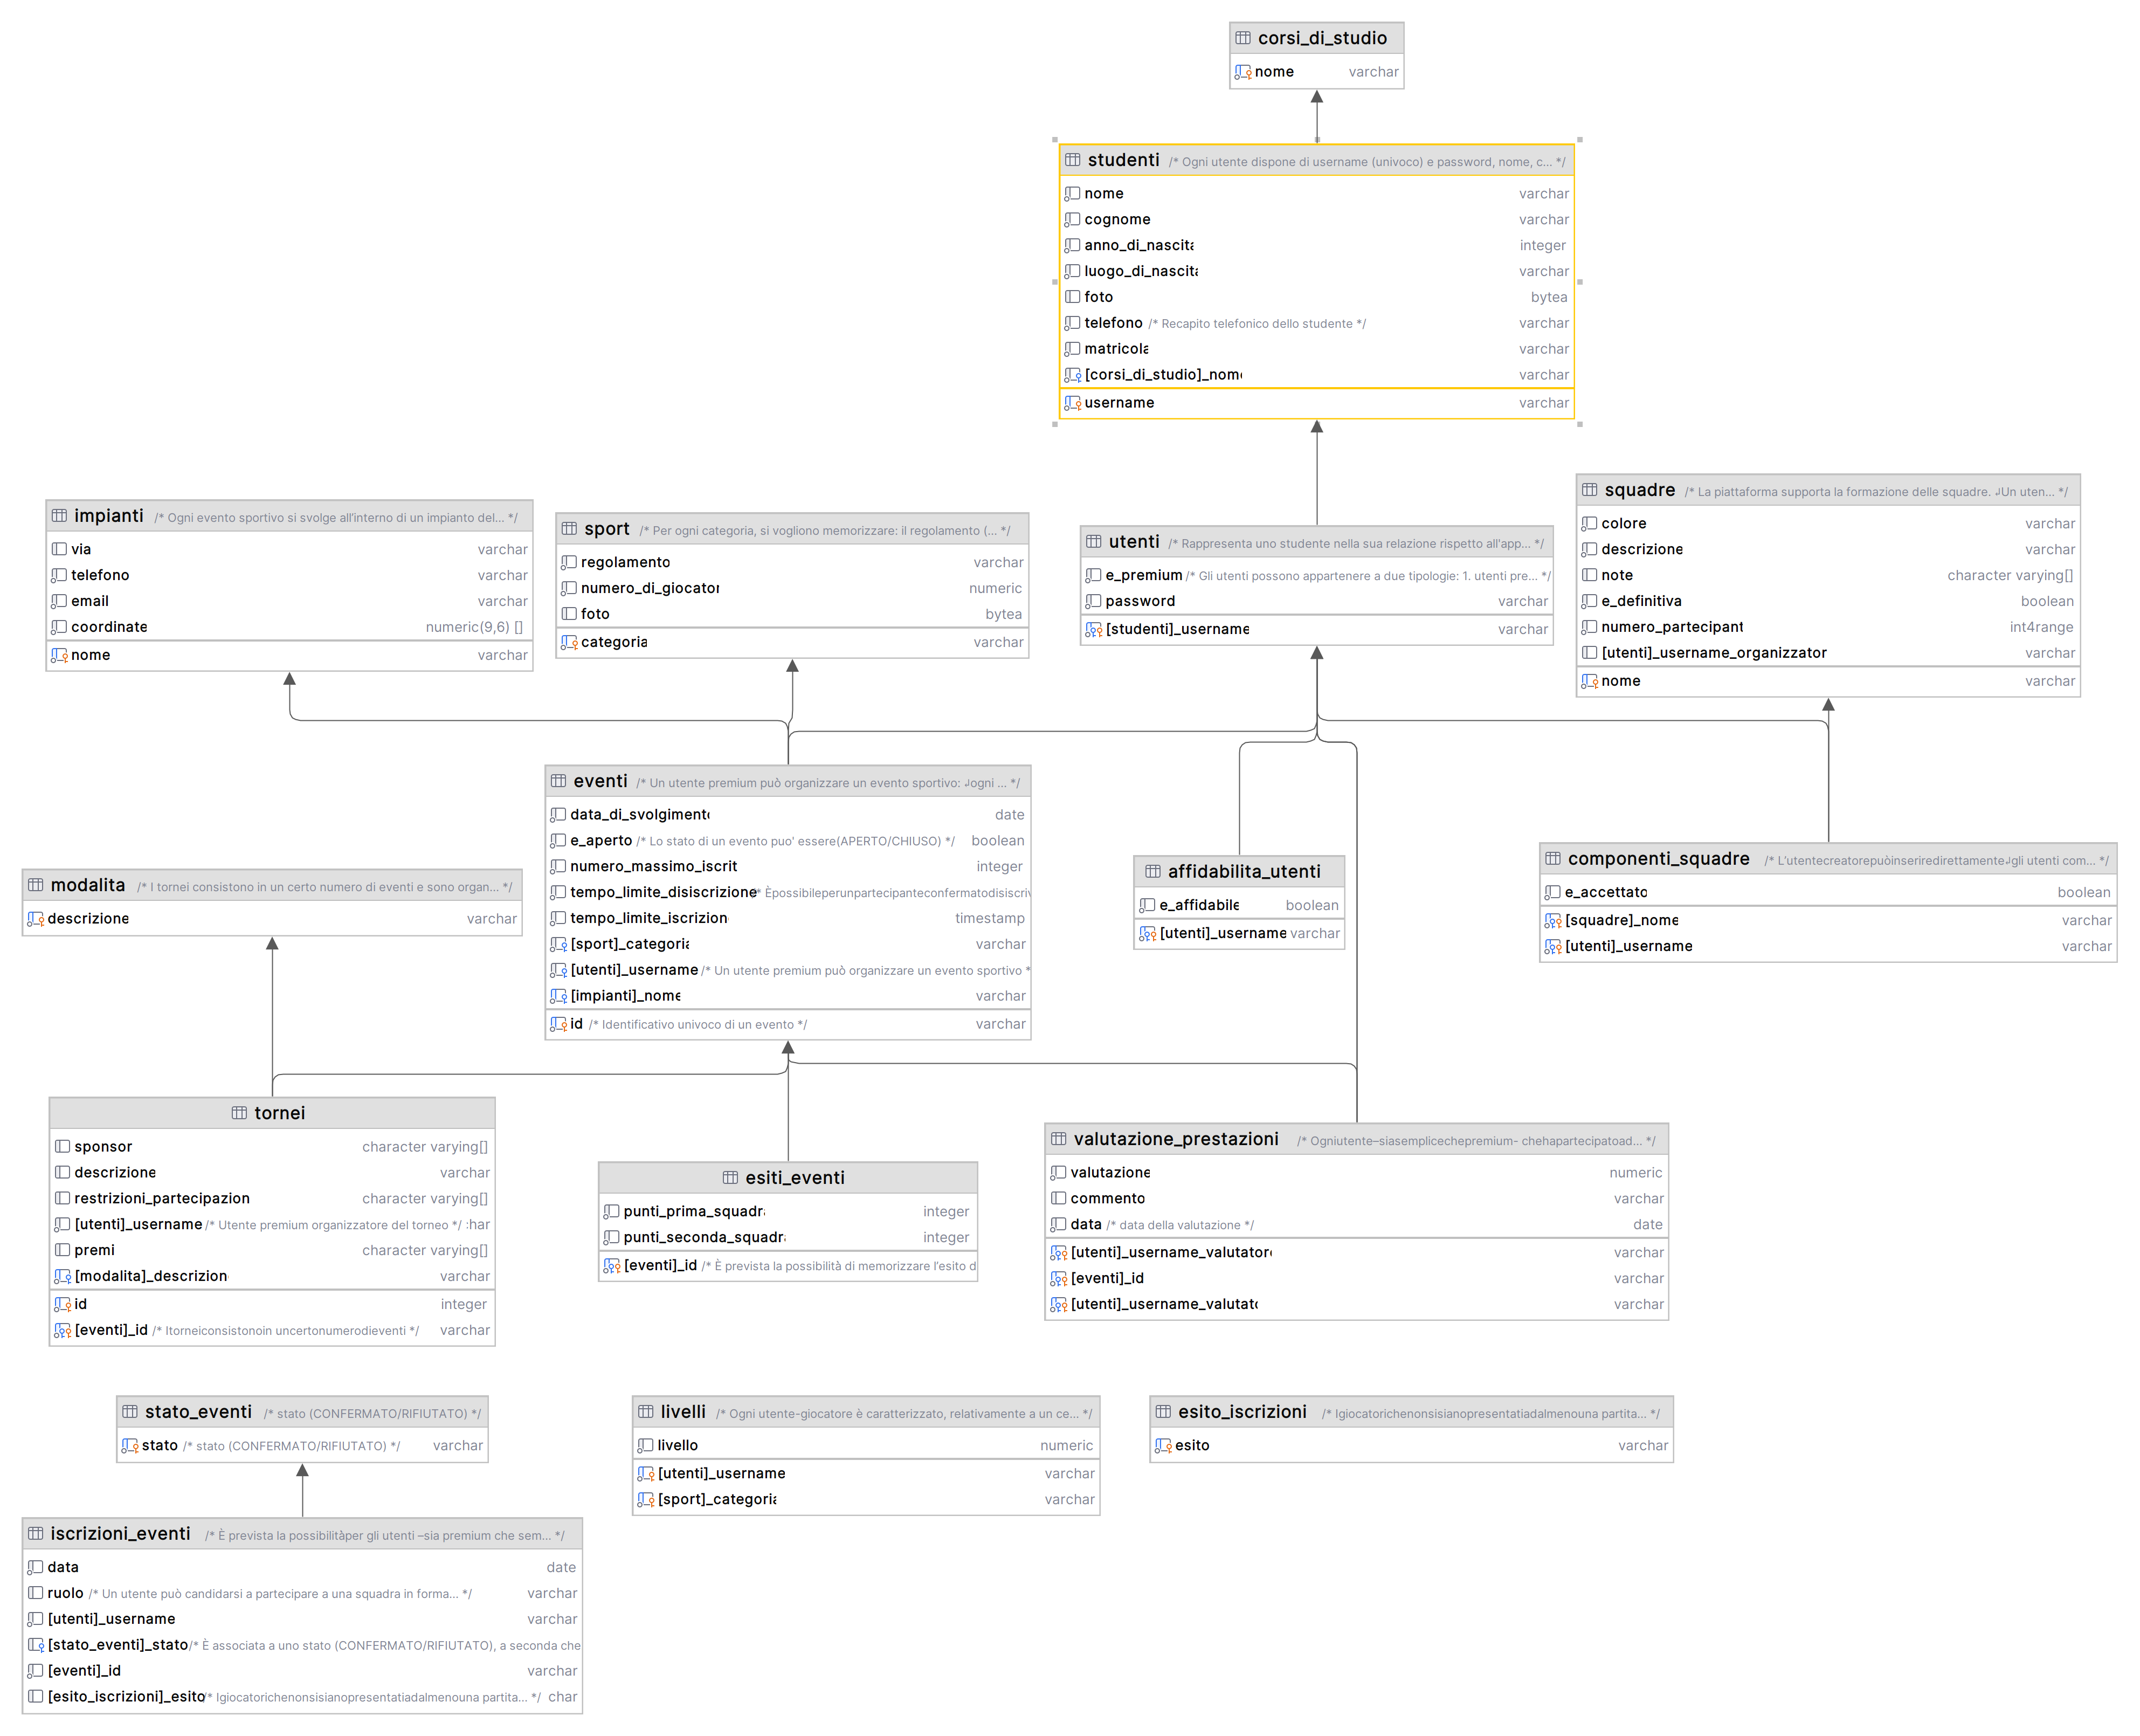 corsi_di_studio
nome varchar
studenti /* Ogni utente dispone di username (univoco) e password, nome, c... */
nome varchar
cognome varchar
anno_di_nascita integer
luogo_di_nascita varchar
foto bytea
telefono /* Recapito telefonico dello studente */ varchar
matricola varchar
[corsi_di_studio]_nome varchar
username varchar
impianti /* Ogni evento sportivo si svolge all'interno di un impianto del... */
via varchar
telefono varchar
email varchar
coordinate numeric(9,6) []
nome varchar
sport /* Per ogni categoria, si vogliono memorizzare: il regolamento (... */
regolamento varchar
numero_di_giocator numeric
foto bytea
categoria varchar
utenti /* Rappresenta uno studente nella sua relazione rispetto all'app... */
e_premium /* Gli utenti possono appartenere a due tipologie: 1. utenti pre... */
password varchar
[studenti]_username varchar
squadre /* La piattaforma supporta la formazione delle squadre. ↲Un uten... */
colore varchar
descrizione varchar
note character varying[]
e_definitiva boolean
numero_partecipant int4range
[utenti]_username_organizzator varchar
nome varchar
eventi /* Un utente premium può organizzare un evento sportivo: ↲ogni ... */
data_di_svolgimento date
e_aperto /* Lo stato di un evento puo' essere(APERTO/CHIUSO) */ boolean
numero_massimo_iscrit integer
tempo_limite_disiscrizione * Èpossibileperunpartecipanteconfermatodisiscriv
tempo_limite_iscrizion timestamp
[sport]_categoria varchar
[utenti]_username /* Un utente premium può organizzare un evento sportivo *
[impianti]_nome varchar
id /* Identificativo univoco di un evento */ varchar
affidabilita_utenti
e_affidabile boolean
[utenti]_username varchar
componenti_squadre /* L'utentecreatorepuòinseriredirettamente↲gli utenti com... */
e_accettato boolean
[squadre]_nome varchar
[utenti]_username varchar
modalita /* I tornei consistono in un certo numero di eventi e sono organ... */
descrizione varchar
tornei
sponsor character varying[]
descrizione varchar
restrizioni_partecipazion character varying[]
[utenti]_username /* Utente premium organizzatore del torneo */ :har
premi character varying[]
[modalita]_descrizion varchar
id integer
[eventi]_id /* Itorneiconsistonoin uncertonumerodieventi */ varchar
esiti_eventi
punti_prima_squadra integer
punti_seconda_squadra integer
[eventi]_id /* È prevista la possibilità di memorizzare l'esito d
valutazione_prestazioni /* Ogniutente–siasemplicechepremium- chehapartecipatoad... */
valutazione numeric
commento varchar
data /* data della valutazione */ date
[utenti]_username_valutatore varchar
[eventi]_id varchar
[utenti]_username_valutato varchar
stato_eventi /* stato (CONFERMATO/RIFIUTATO) */
stato /* stato (CONFERMATO/RIFIUTATO) */ varchar
livelli /* Ogni utente-giocatore è caratterizzato, relativamente a un ce... */
livello numeric
[utenti]_username varchar
[sport]_categoria varchar
esito_iscrizioni /* Igiocatorichenonsisianopresentatiadalmenouna partita... */
esito varchar
iscrizioni_eventi /* È prevista la possibilitàper gli utenti –sia premium che sem... */
data date
ruolo /* Un utente può candidarsi a partecipare a una squadra in forma... */ varchar
[utenti]_username varchar
[stato_eventi]_stato /* È associata a uno stato (CONFERMATO/RIFIUTATO), a seconda che
[eventi]_id varchar
[esito_iscrizioni]_esito /* Igiocatorichenonsisianopresentatiadalmenouna partita... */ char